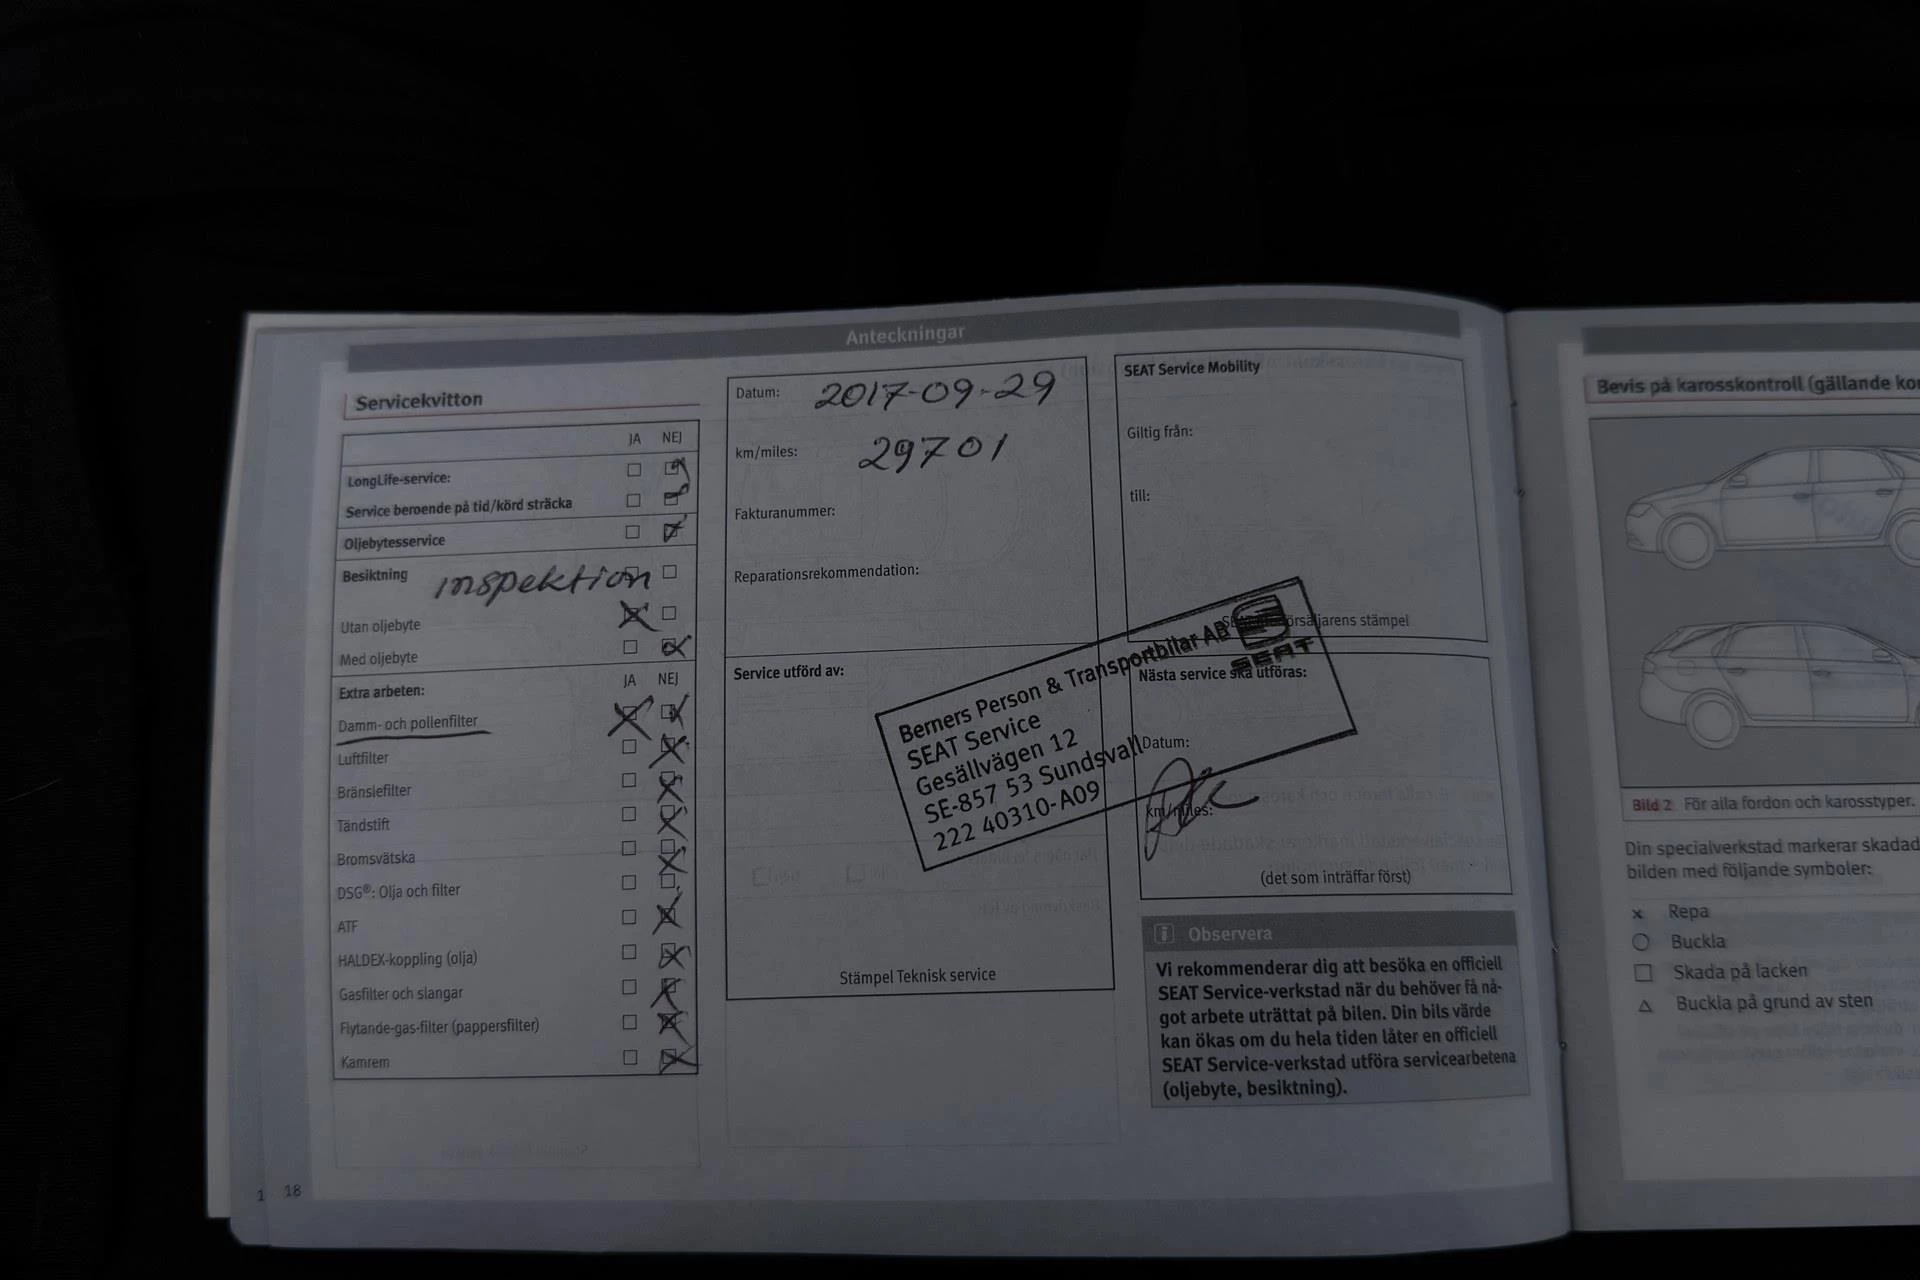 Anteckningar
Servicekvitton
JA NEJ
LongLife-service:
Service beroende på tid/körd sträcka
Oljebytesservice
Besiktning inspektion
Utan oljebyte
Med oljebyte
Extra arbeten: JA NEJ
Damm- och pollenfilter
Luftfilter
Bränslefilter
Tändstift
Bromsvätska
DSG®: Olja och filter
ATF
HALDEX-koppling (olja)
Gasfilter och slangar
Flytande-gas-filter (pappersfilter)
Kamrem
Datum: 2017-09-29
km/miles: 29701
Fakturanummer:
Reparationsrekommendation:
Service utförd av:
Berners Person & Transportbilar AB
SEAT Service
Gesällvägen 12
SE-857 53 Sundsvall
222 40310-A09
SEAT
Stämpel Teknisk service
SEAT Service Mobility
Giltig från:
till:
stämpel
Nästa service ska utföras:
Datum:
km/miles:
(det som inträffar först)
i Observera
Vi rekommenderar dig att besöka en officiell
SEAT Service-verkstad när du behöver få nå-
got arbete uträttat på bilen. Din bils värde
kan ökas om du hela tiden låter en officiell
SEAT Service-verkstad utföra servicearbetena
(oljebyte, besiktning).
1 18
Bevis på karosskontroll (gällande
Bild 2 För alla fordon och karosstyper.
Din specialverkstad markerar
bilden med följande symboler:
x Repa
Buckla
Skada på lacken
Buckla på grund av sten